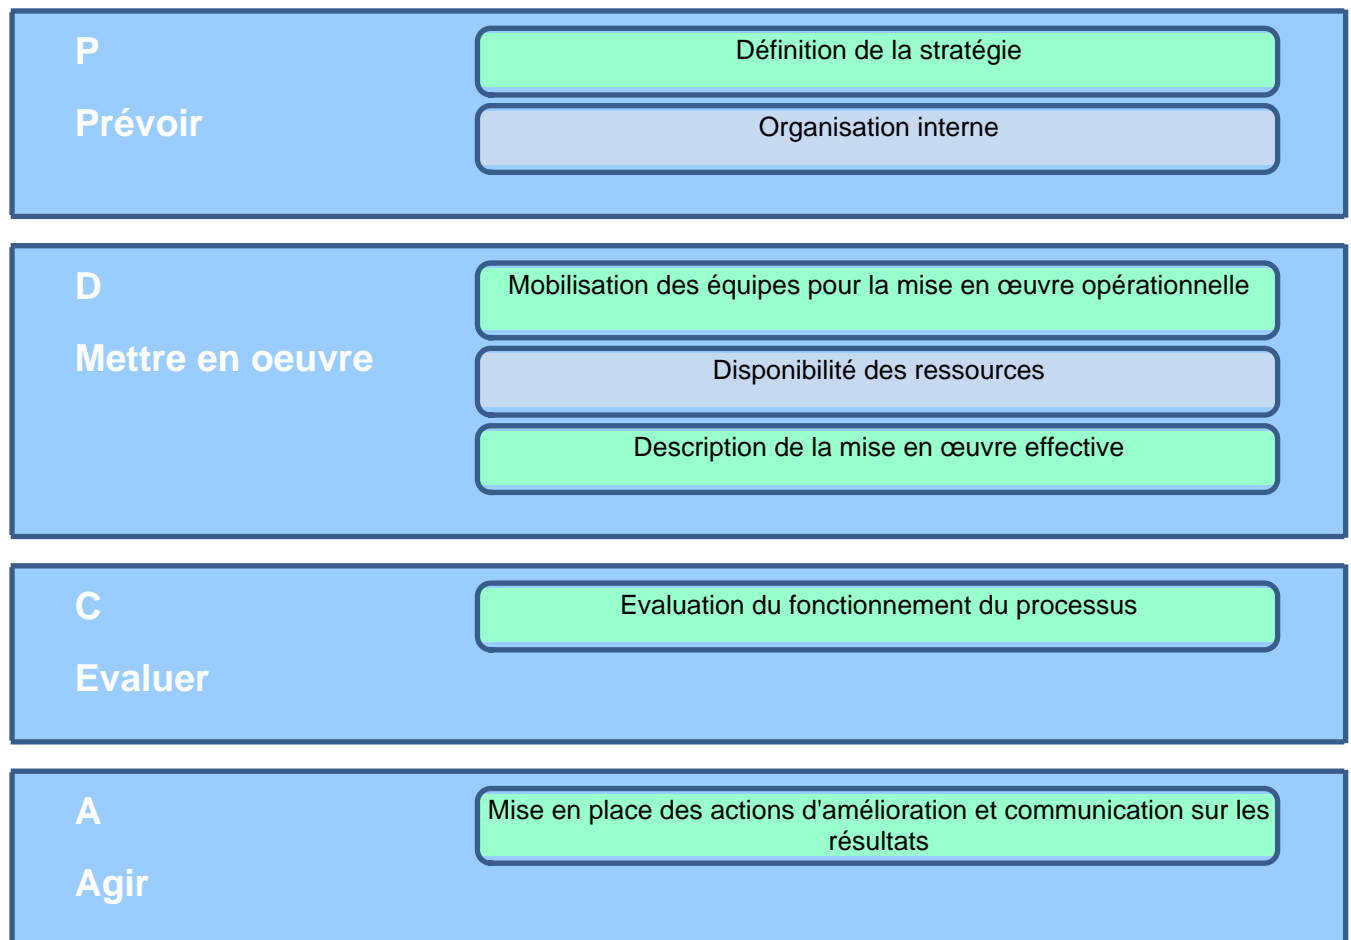 P
Prévoir
Définition de la stratégie
Organisation interne
D
Mettre en oeuvre
Mobilisation des équipes pour la mise en œuvre opérationnelle
Disponibilité des ressources
Description de la mise en œuvre effective
C
Evaluer
Evaluation du fonctionnement du processus
A
Agir
Mise en place des actions d'amélioration et communication sur les
résultats